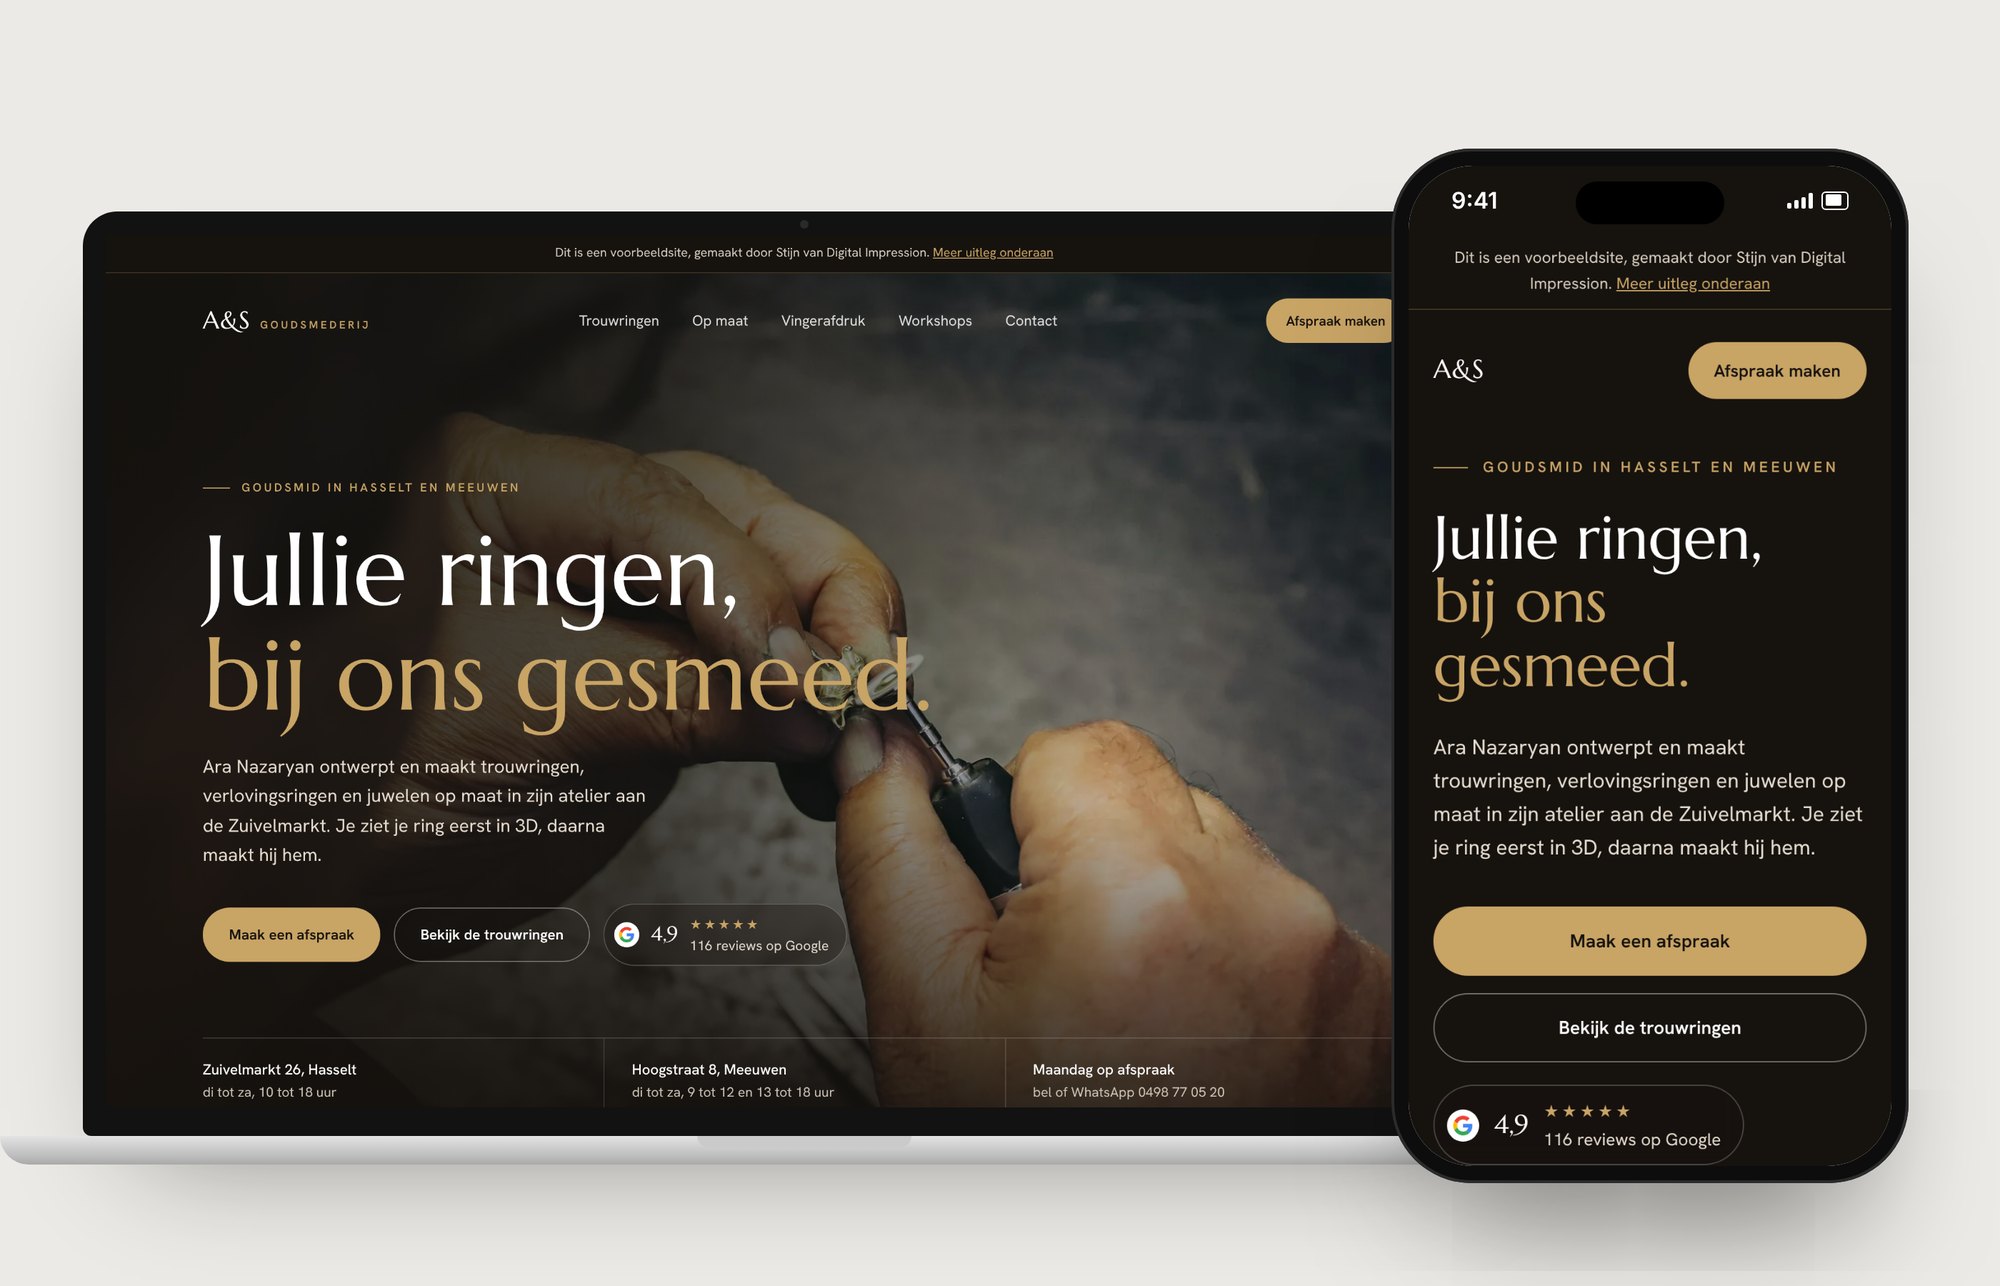 Dit is een voorbeeldsite, gemaakt door Stijn van Digital Impression. Meer uitleg onderaan
A&S GOUDSMEDERIJ
Trouwringen Op maat Vingerafdruk Workshops Contact
Afspraak maken
GOUDSMID IN HASSELT EN MEEUWEN
Jullie ringen,
bij ons gesmeed.
Ara Nazaryan ontwerpt en maakt trouwringen,
verlovingsringen en juwelen op maat in zijn atelier aan
de Zuivelmarkt. Je ziet je ring eerst in 3D, daarna
maakt hij hem.
Maak een afspraak
Bekijk de trouwringen
4,9
★★★★★
116 reviews op Google
Zuivelmarkt 26, Hasselt
di tot za, 10 tot 18 uur
Hoogstraat 8, Meeuwen
di tot za, 9 tot 12 en 13 tot 18 uur
Maandag op afspraak
bel of WhatsApp 0498 77 05 20
9:41
Dit is een voorbeeldsite, gemaakt door Stijn van Digital
Impression. Meer uitleg onderaan
A&S
Afspraak maken
GOUDSMID IN HASSELT EN MEEUWEN
Jullie ringen,
bij ons
gesmeed.
Ara Nazaryan ontwerpt en maakt
trouwringen, verlovingsringen en juwelen op
maat in zijn atelier aan de Zuivelmarkt. Je ziet
je ring eerst in 3D, daarna maakt hij hem.
Maak een afspraak
Bekijk de trouwringen
4,9
★★★★★
116 reviews op Google